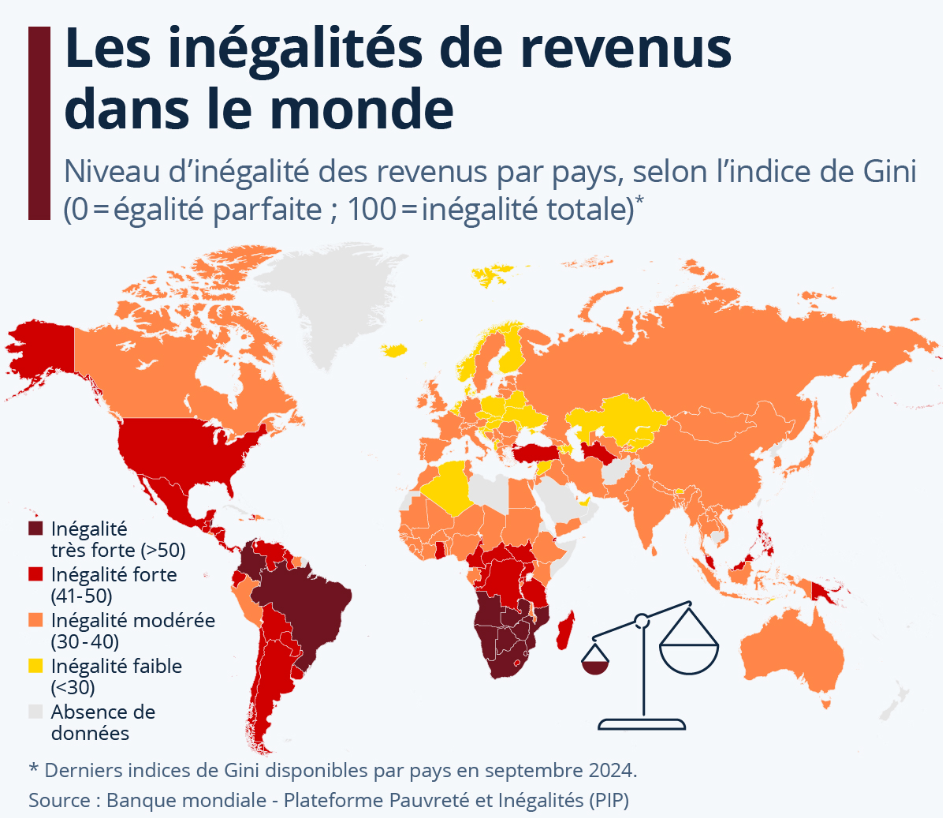 Les inégalités de revenus
dans le monde
Niveau d’inégalité des revenus par pays, selon l’indice de Gini
(0=égalité parfaite ; 100=inégalité totale)*
Inégalité
très forte (>50)
Inégalité forte
(41-50)
Inégalité modérée
(30-40)
Inégalité faible
(<30)
Absence de
données
* Derniers indices de Gini disponibles par pays en septembre 2024.
Source : Banque mondiale - Plateforme Pauvreté et Inégalités (PIP)